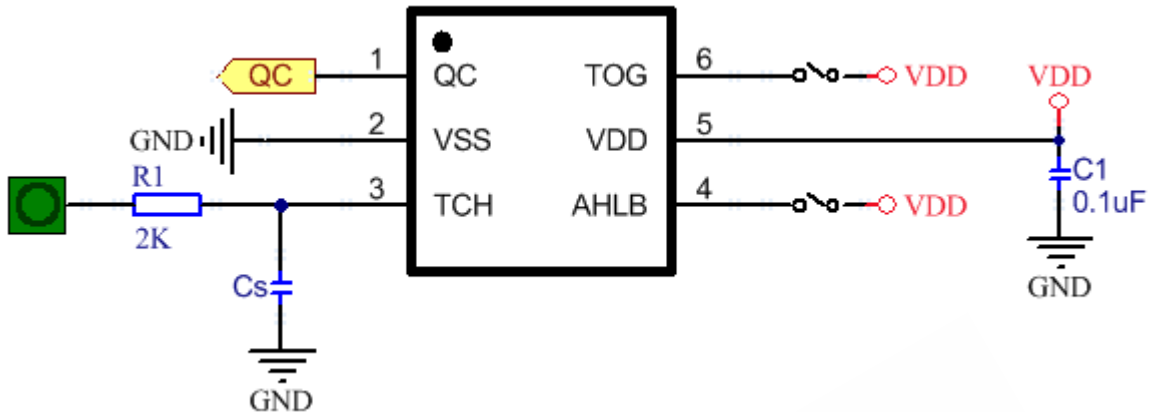 QC 1 QC TOG 6 VDD VDD
GND 2 VSS VDD 5
R1 3 TCH AHLB 4 VDD C1
2K 0.1uF
Cs GND
GND